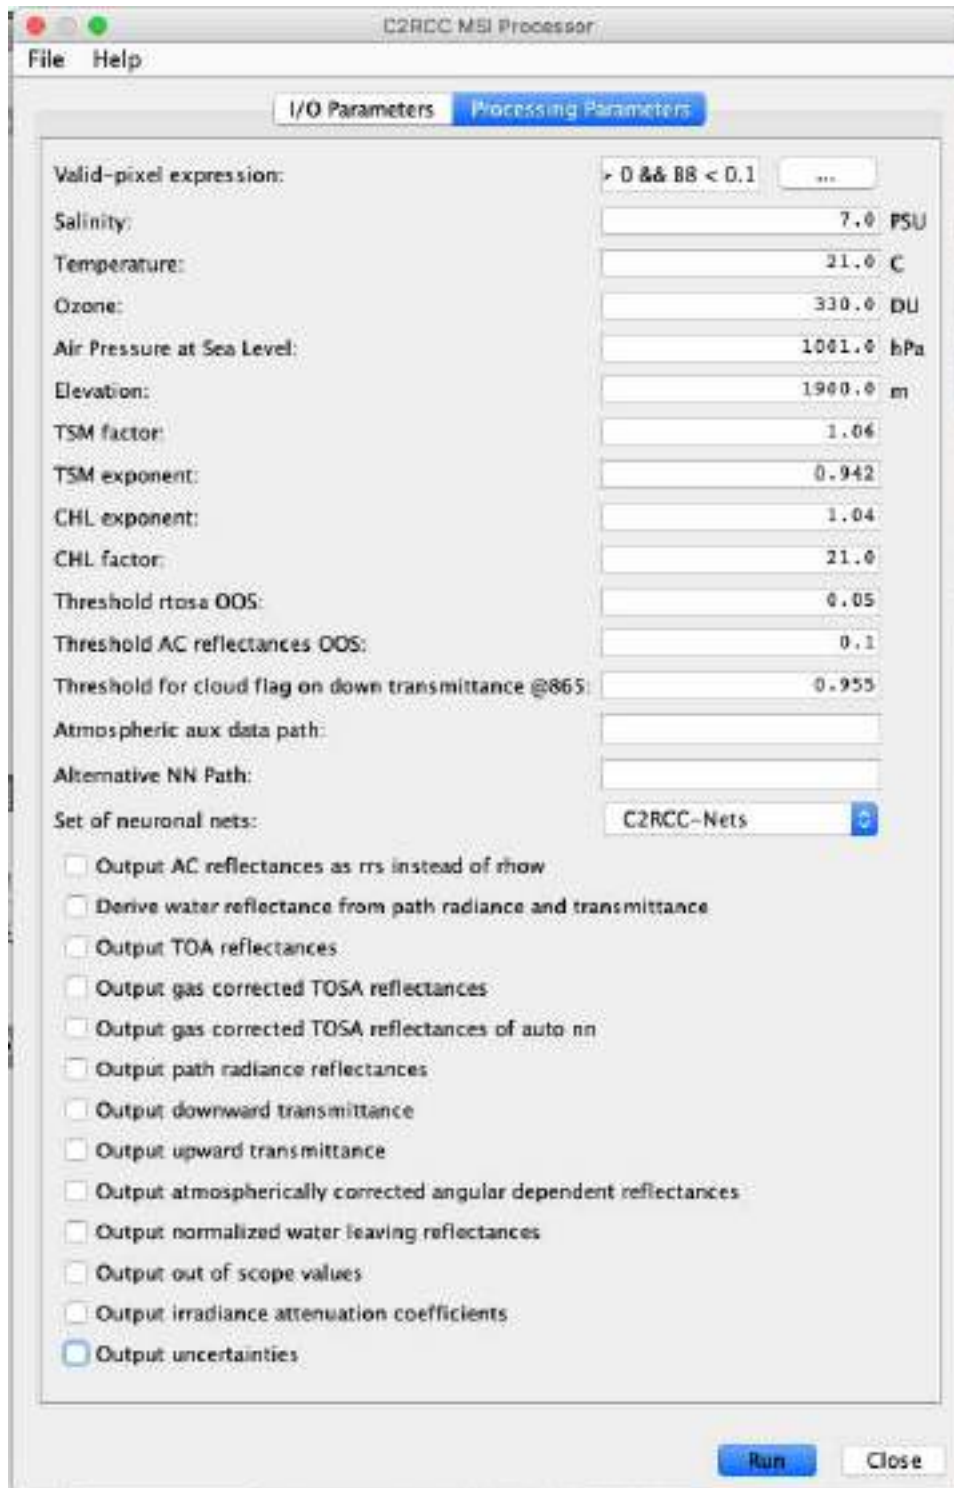 C2RCC MSI Processor
File Help
I/O Parameters Processing Parameters
Valid-pixel expression: > 0 && B8 < 0.1 ...
Salinity: 7.0 PSU
Temperature: 21.0 C
Ozone: 330.0 DU
Air Pressure at Sea Level: 1001.0 hPa
Elevation: 1900.0 m
TSM factor: 1.06
TSM exponent: 0.942
CHL exponent: 1.04
CHL factor: 21.0
Threshold rtosa OOS: 0.05
Threshold AC reflectances OOS: 0.1
Threshold for cloud flag on down transmittance @865: 0.955
Atmospheric aux data path:
Alternative NN Path:
Set of neuronal nets: C2RCC-Nets
Output AC reflectances as rrs instead of rhow
Derive water reflectance from path radiance and transmittance
Output TOA reflectances
Output gas corrected TOSA reflectances
Output gas corrected TOSA reflectances of auto nn
Output path radiance reflectances
Output downward transmittance
Output upward transmittance
Output atmospherically corrected angular dependent reflectances
Output normalized water leaving reflectances
Output out of scope values
Output irradiance attenuation coefficients
Output uncertainties
Run Close